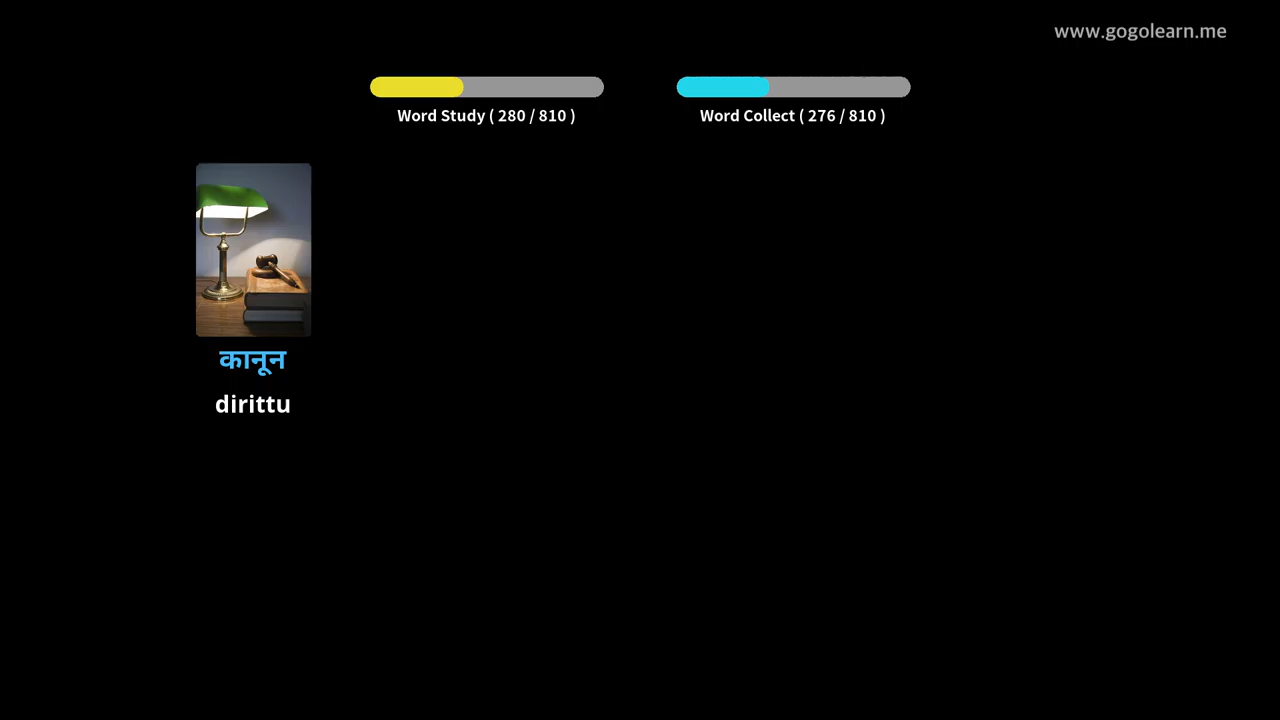 www.gogolearn.me
Word Study ( 280 / 810 )
Word Collect ( 276 / 810 )
कानून
dirittu